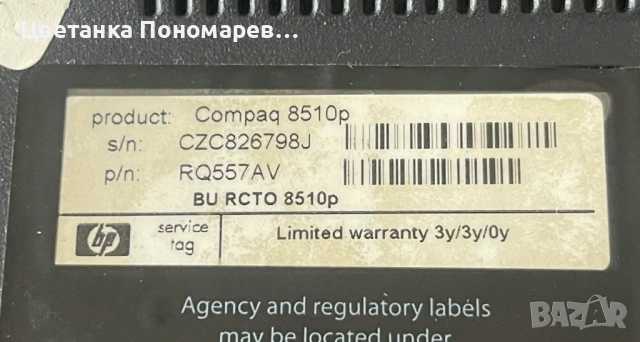 Цветанка Пономарев...
product: Compaq 8510p
s/n: CZC826798J
p/n: RQ557AV
BU RCTO 8510p
hp service tag Limited warranty 3y/3y/0y
Agency and regulatory labels
may be located under
BAZAR